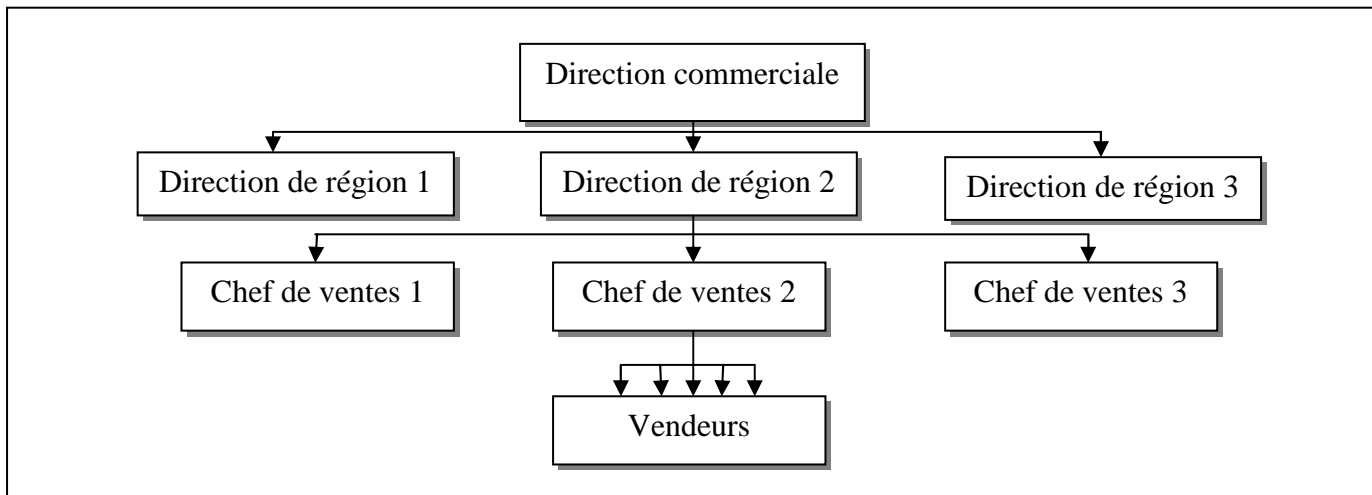 Direction commerciale
Direction de région 1
Direction de région 2
Direction de région 3
Chef de ventes 1
Chef de ventes 2
Chef de ventes 3
Vendeurs